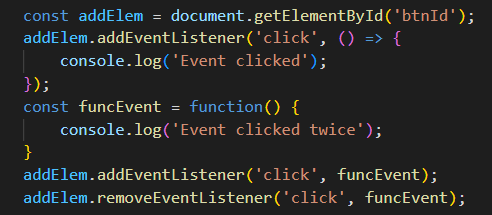 const addElem = document.getElementById('btnId');
addElem.addEventListener('click', () => {
    console.log('Event clicked');
});
const funcEvent = function() {
    console.log('Event clicked twice');
}
addElem.addEventListener('click', funcEvent);
addElem.removeEventListener('click', funcEvent);